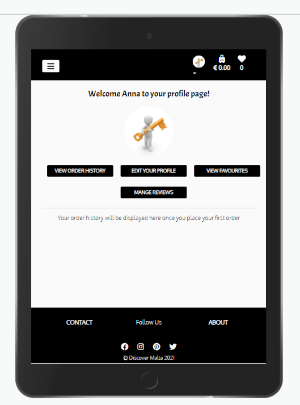 € 0.00 0
Welcome Anna to your profile page!
VIEW ORDER HISTORY EDIT YOUR PROFILE VIEW FAVOURITES
MANGE REVIEWS
Your order history will be displayed here once you place your first order
CONTACT Follow Us ABOUT
© Discover Malta 2021